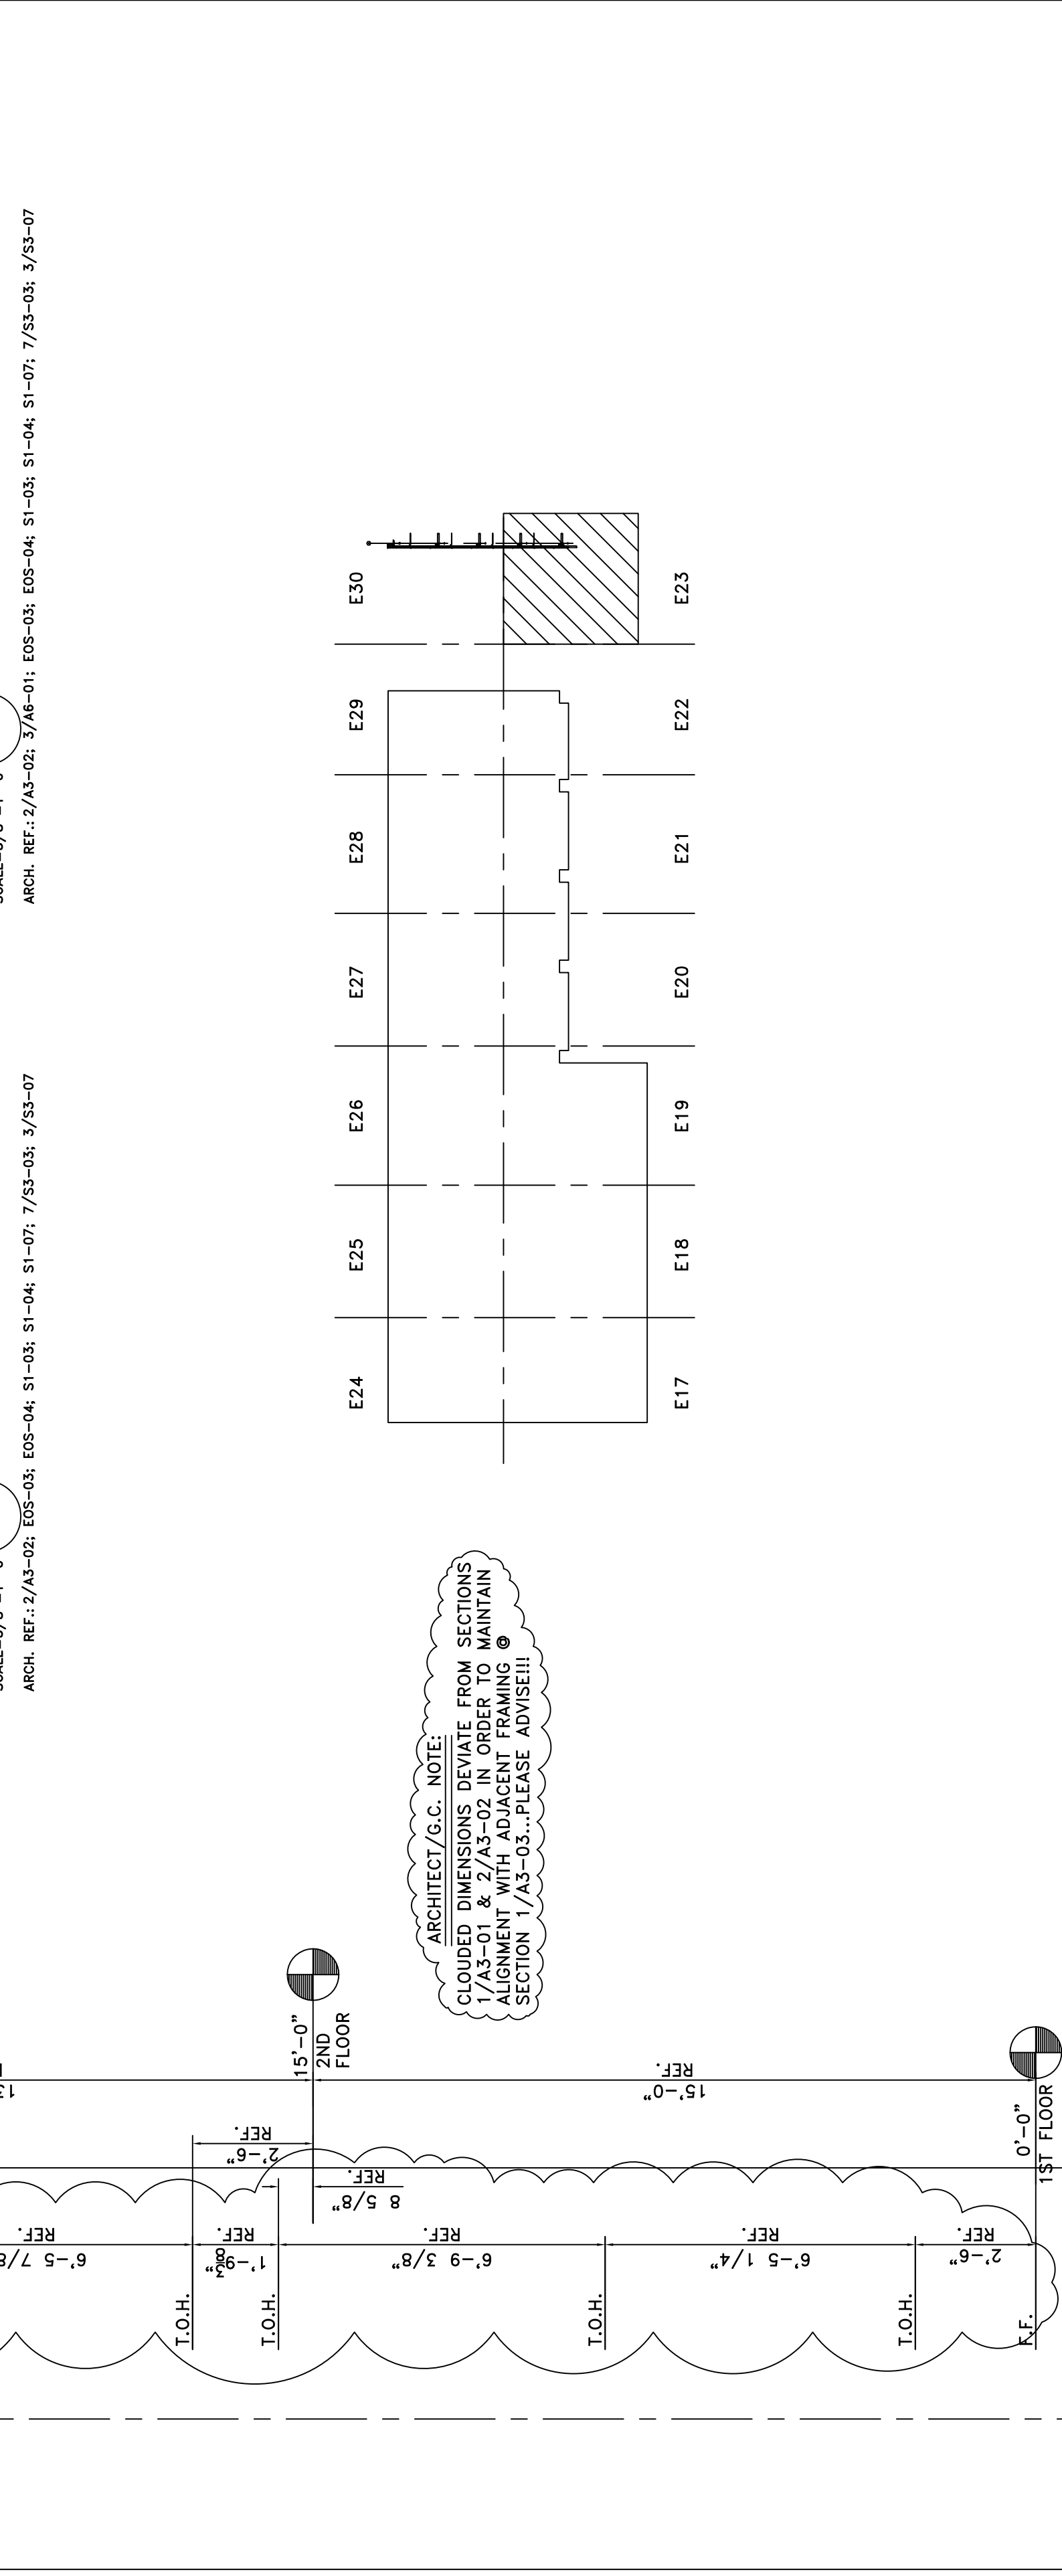 ARCH. REF.: 2/A3-02; EOS-03; EOS-04; S1-03; S1-04; S1-07; 7/S3-03; 3/S3-07
ARCH. REF.: 2/A3-02; 3/A6-01; EOS-03; EOS-04; S1-03; S1-04; S1-07; 7/S3-03; 3/S3-07
E24
E25
E26
E27
E28
E29
E30
E17
E18
E19
E20
E21
E22
E23
ARCHITECT/G.C. NOTE:
CLOUDED DIMENSIONS DEVIATE FROM SECTIONS
1/A3-01 & 2/A3-02 IN ORDER TO MAINTAIN
ALIGNMENT WITH ADJACENT FRAMING @
SECTION 1/A3-03...PLEASE ADVISE!!!
15'-0"
2ND
FLOOR
0'-0"
1ST FLOOR
15'-0"
REF.
2'-6"
REF.
8 5/8"
REF.
6'-5 7/8
REF.
1'-9 3/8"
REF.
6'-9 3/8"
REF.
6'-5 1/4"
REF.
2'-6"
REF.
T.O.H.
T.O.H.
T.O.H.
T.O.H.
F.F.